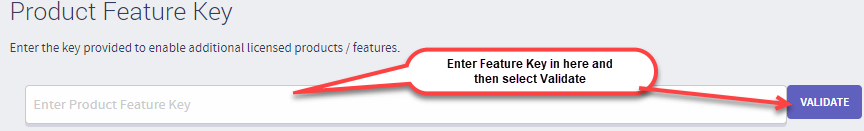 Product Feature Key
Enter the key provided to enable additional licensed products / features.
Enter Feature Key in here and
then select Validate
Enter Product Feature Key
VALIDATE